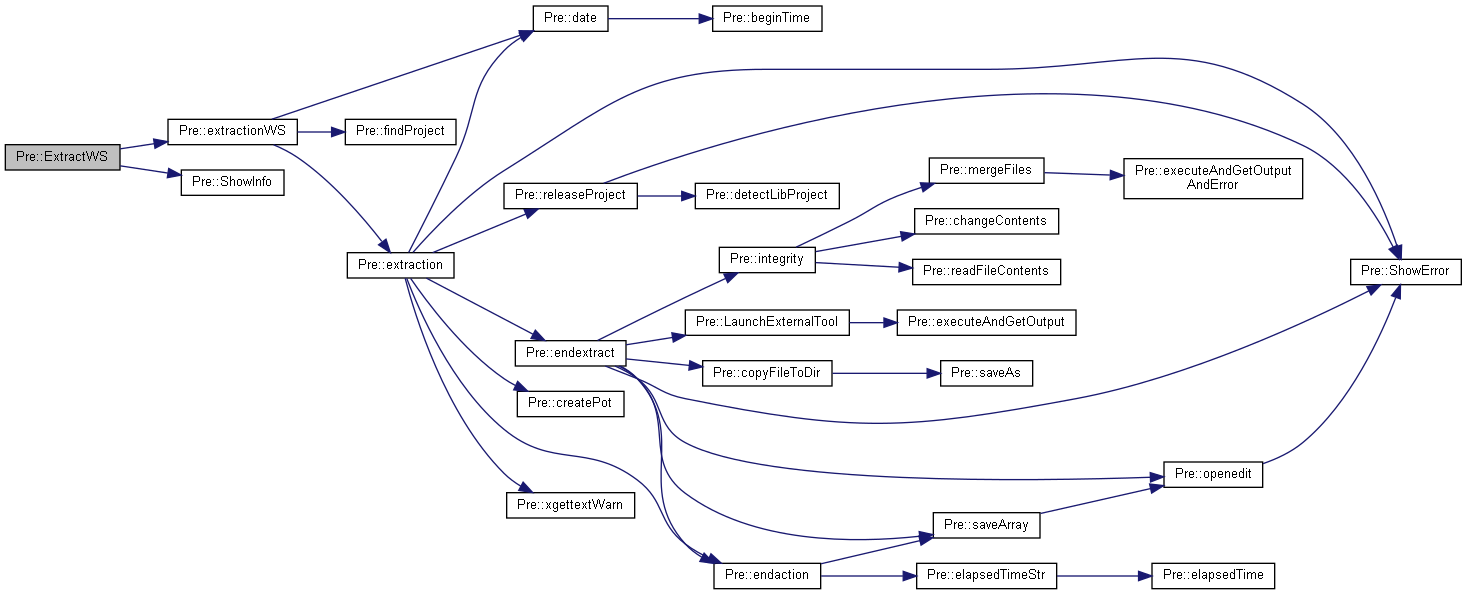 Pre::date
Pre::beginTime
Pre::extractionWS
Pre::findProject
Pre::ExtractWS
Pre::ShowInfo
Pre::mergeFiles
Pre::executeAndGetOutput
AndError
Pre::releaseProject
Pre::detectLibProject
Pre::changeContents
Pre::extraction
Pre::integrity
Pre::readFileContents
Pre::ShowError
Pre::LaunchExternalTool
Pre::executeAndGetOutput
Pre::endextract
Pre::copyFileToDir
Pre::saveAs
Pre::createPot
Pre::openedit
Pre::xgettextWarn
Pre::saveArray
Pre::endaction
Pre::elapsedTimeStr
Pre::elapsedTime